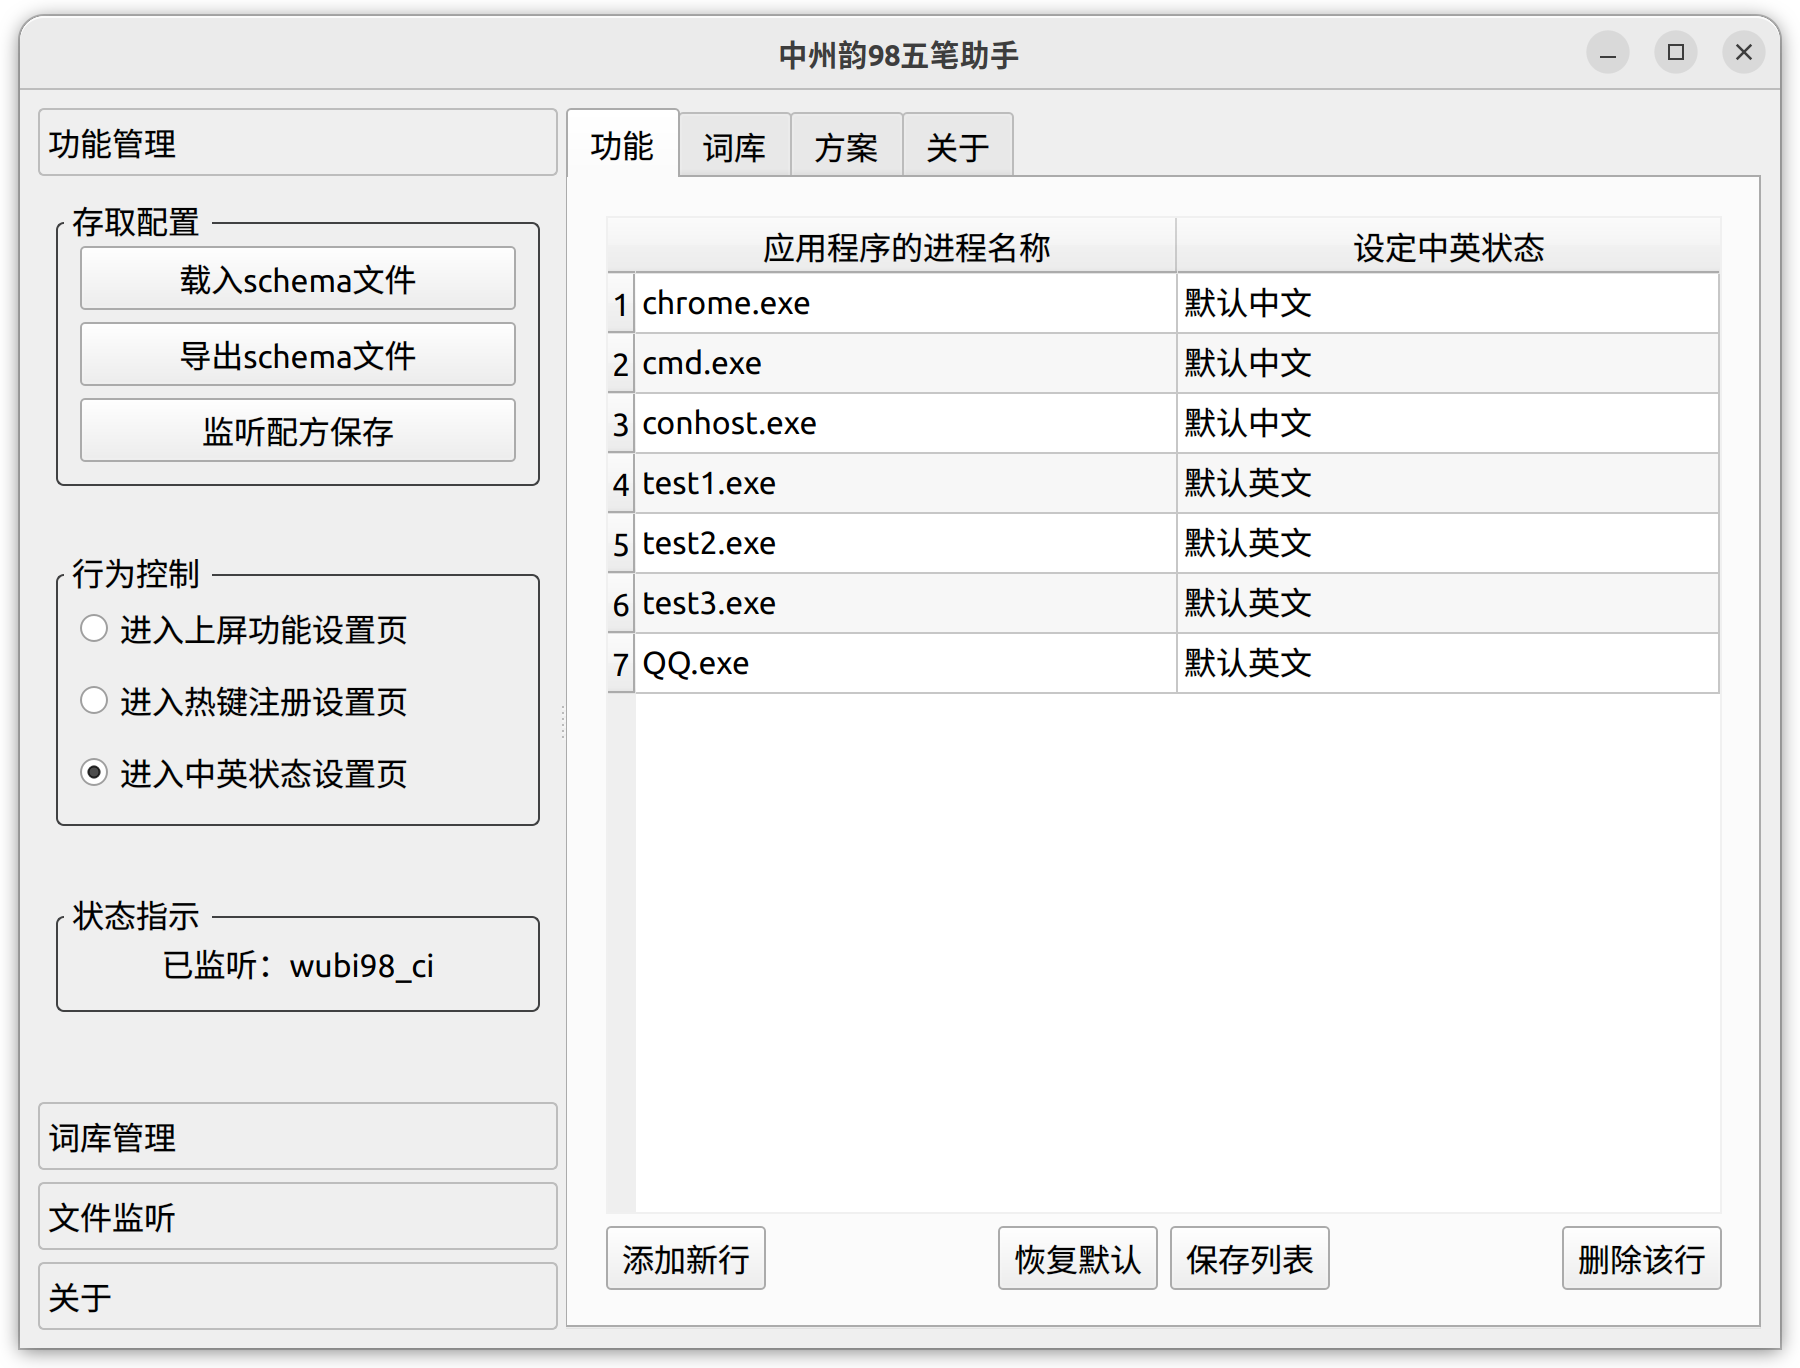 中州韵98五笔助手
功能管理
存取配置
载入schema文件
导出schema文件
监听配方保存
行为控制
进入上屏功能设置页
进入热键注册设置页
进入中英状态设置页
状态指示
已监听：wubi98_ci
词库管理
文件监听
关于
功能 词库 方案 关于
应用程序的进程名称 设定中英状态
1 chrome.exe 默认中文
2 cmd.exe 默认中文
3 conhost.exe 默认中文
4 test1.exe 默认英文
5 test2.exe 默认英文
6 test3.exe 默认英文
7 QQ.exe 默认英文
添加新行 恢复默认 保存列表 删除该行